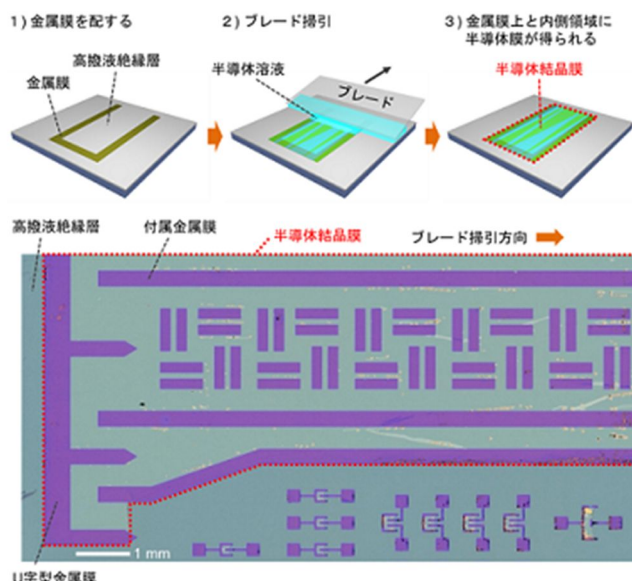 1) 金属膜を配する
高撥液絶縁層
金属膜
2) ブレード掃引
半導体溶液
ブレード
3) 金属膜上と内側領域に
半導体膜が得られる
半導体結晶膜
高撥液絶縁層
付属金属膜
半導体結晶膜
ブレード掃引方向
1 mm
U字型金属膜